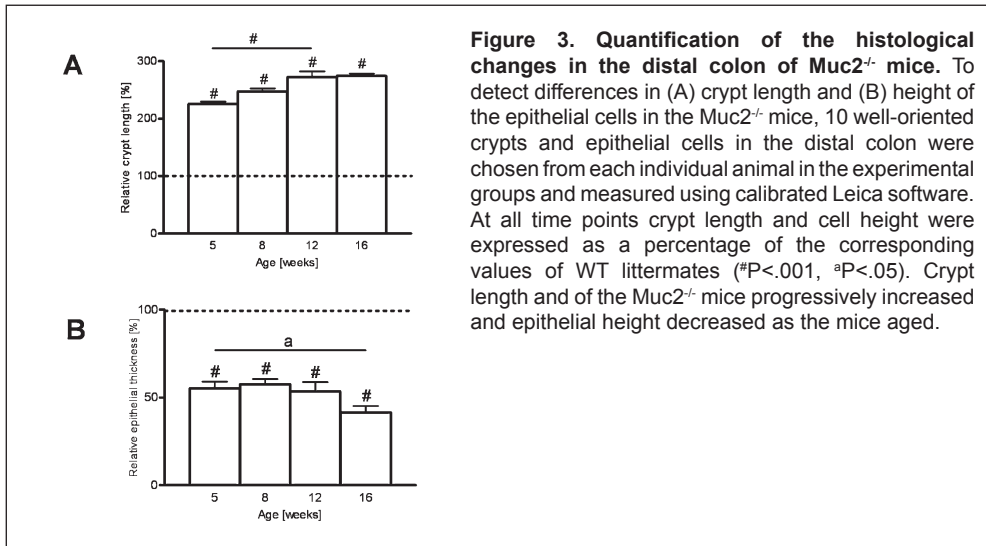 A
#
# # # #
300
200
100
0
Relative crypt length [%]
5 8 12 16
Age [weeks]
B
a
# # # #
100
50
0
Relative epithelial thickness [%]
5 8 12 16
Age [weeks]
Figure 3. Quantification of the histological
changes in the distal colon of Muc2-/- mice. To
detect differences in (A) crypt length and (B) height of
the epithelial cells in the Muc2-/- mice, 10 well-oriented
crypts and epithelial cells in the distal colon were
chosen from each individual animal in the experimental
groups and measured using calibrated Leica software.
At all time points crypt length and cell height were
expressed as a percentage of the corresponding
values of WT littermates (#P<.001, aP<.05). Crypt
length and of the Muc2-/- mice progressively increased
and epithelial height decreased as the mice aged.